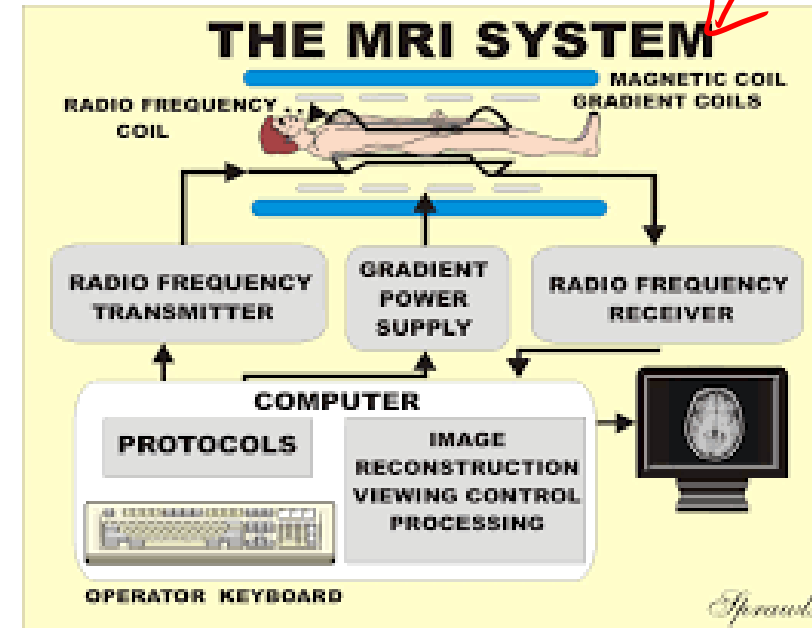 THE MRI SYSTEM
MAGNETIC COIL
RADIO FREQUENCY
COIL
GRADIENT COILS
RADIO FREQUENCY
TRANSMITTER
GRADIENT
POWER
SUPPLY
RADIO FREQUENCY
RECEIVER
COMPUTER
PROTOCOLS
IMAGE
RECONSTRUCTION
VIEWING CONTROL
PROCESSING
OPERATOR KEYBOARD